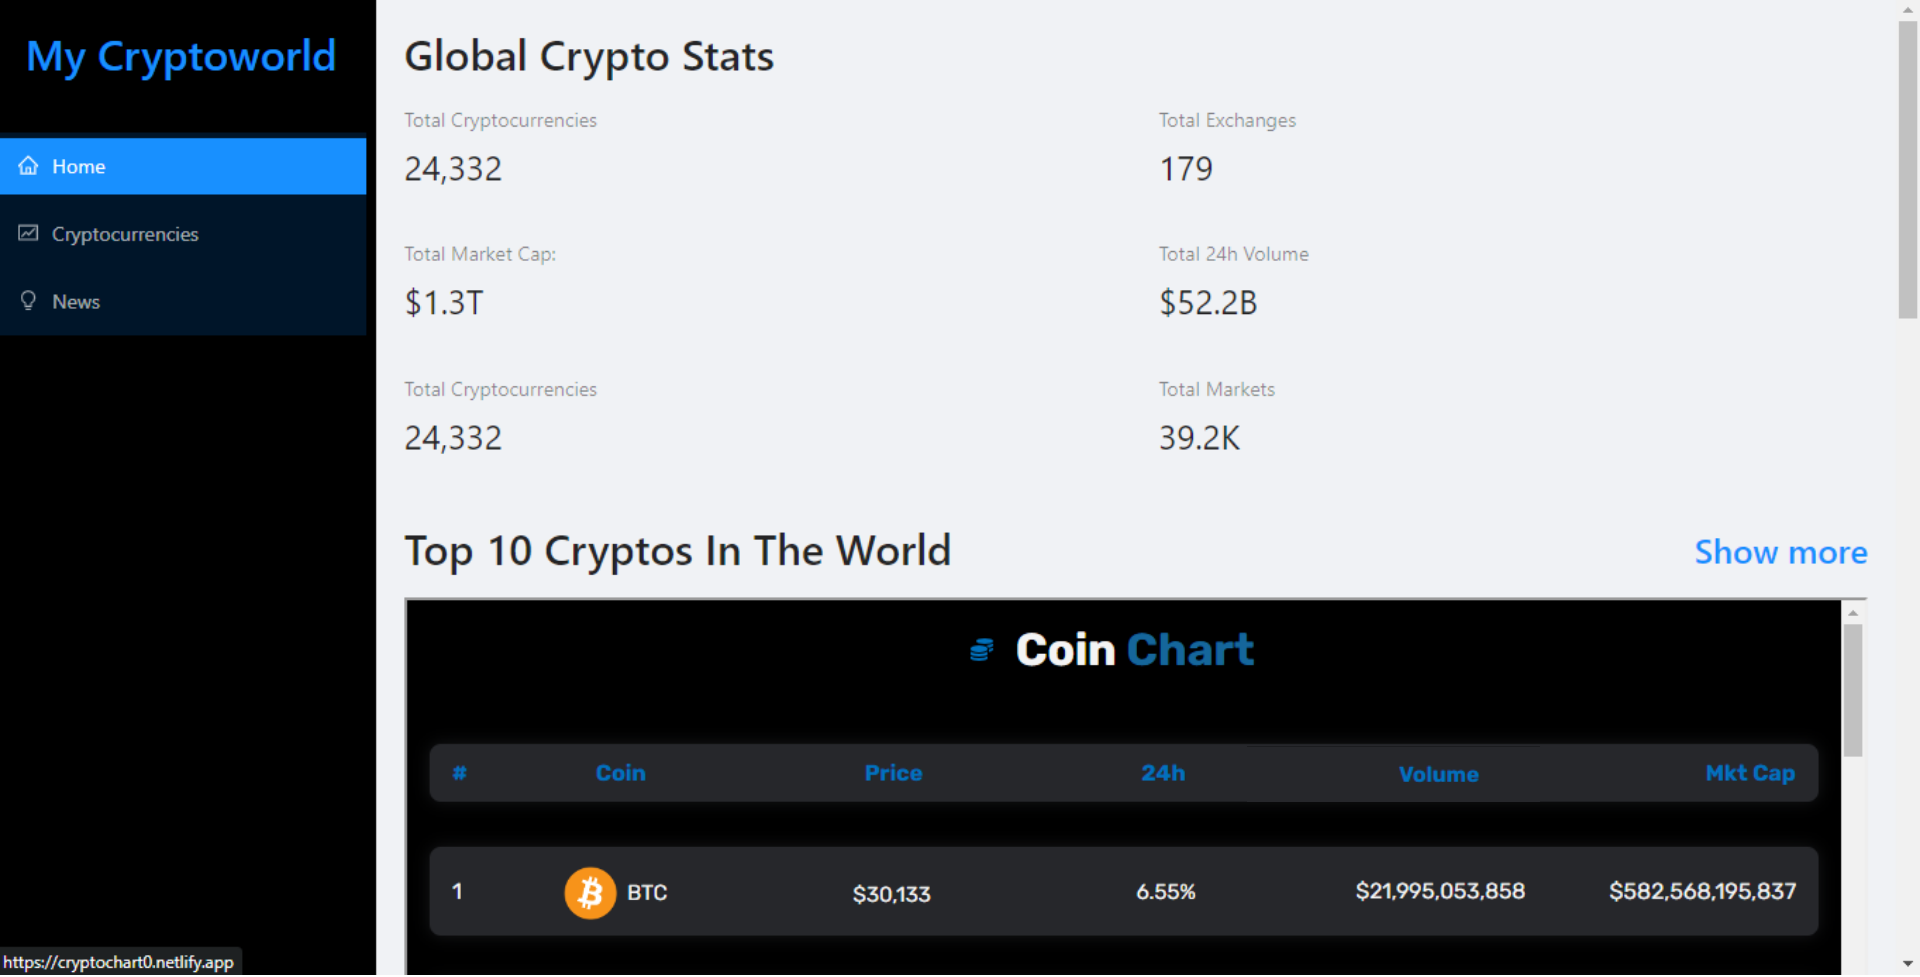 My Cryptoworld
Home
Cryptocurrencies
News
Global Crypto Stats
Total Cryptocurrencies
24,332
Total Exchanges
179
Total Market Cap:
$1.3T
Total 24h Volume
$52.2B
Total Cryptocurrencies
24,332
Total Markets
39.2K
Top 10 Cryptos In The World
Show more
Coin Chart
# Coin Price 24h Volume Mkt Cap
1 BTC $30,133 6.55% $21,995,053,858 $582,568,195,837
https://cryptochart0.netlify.app